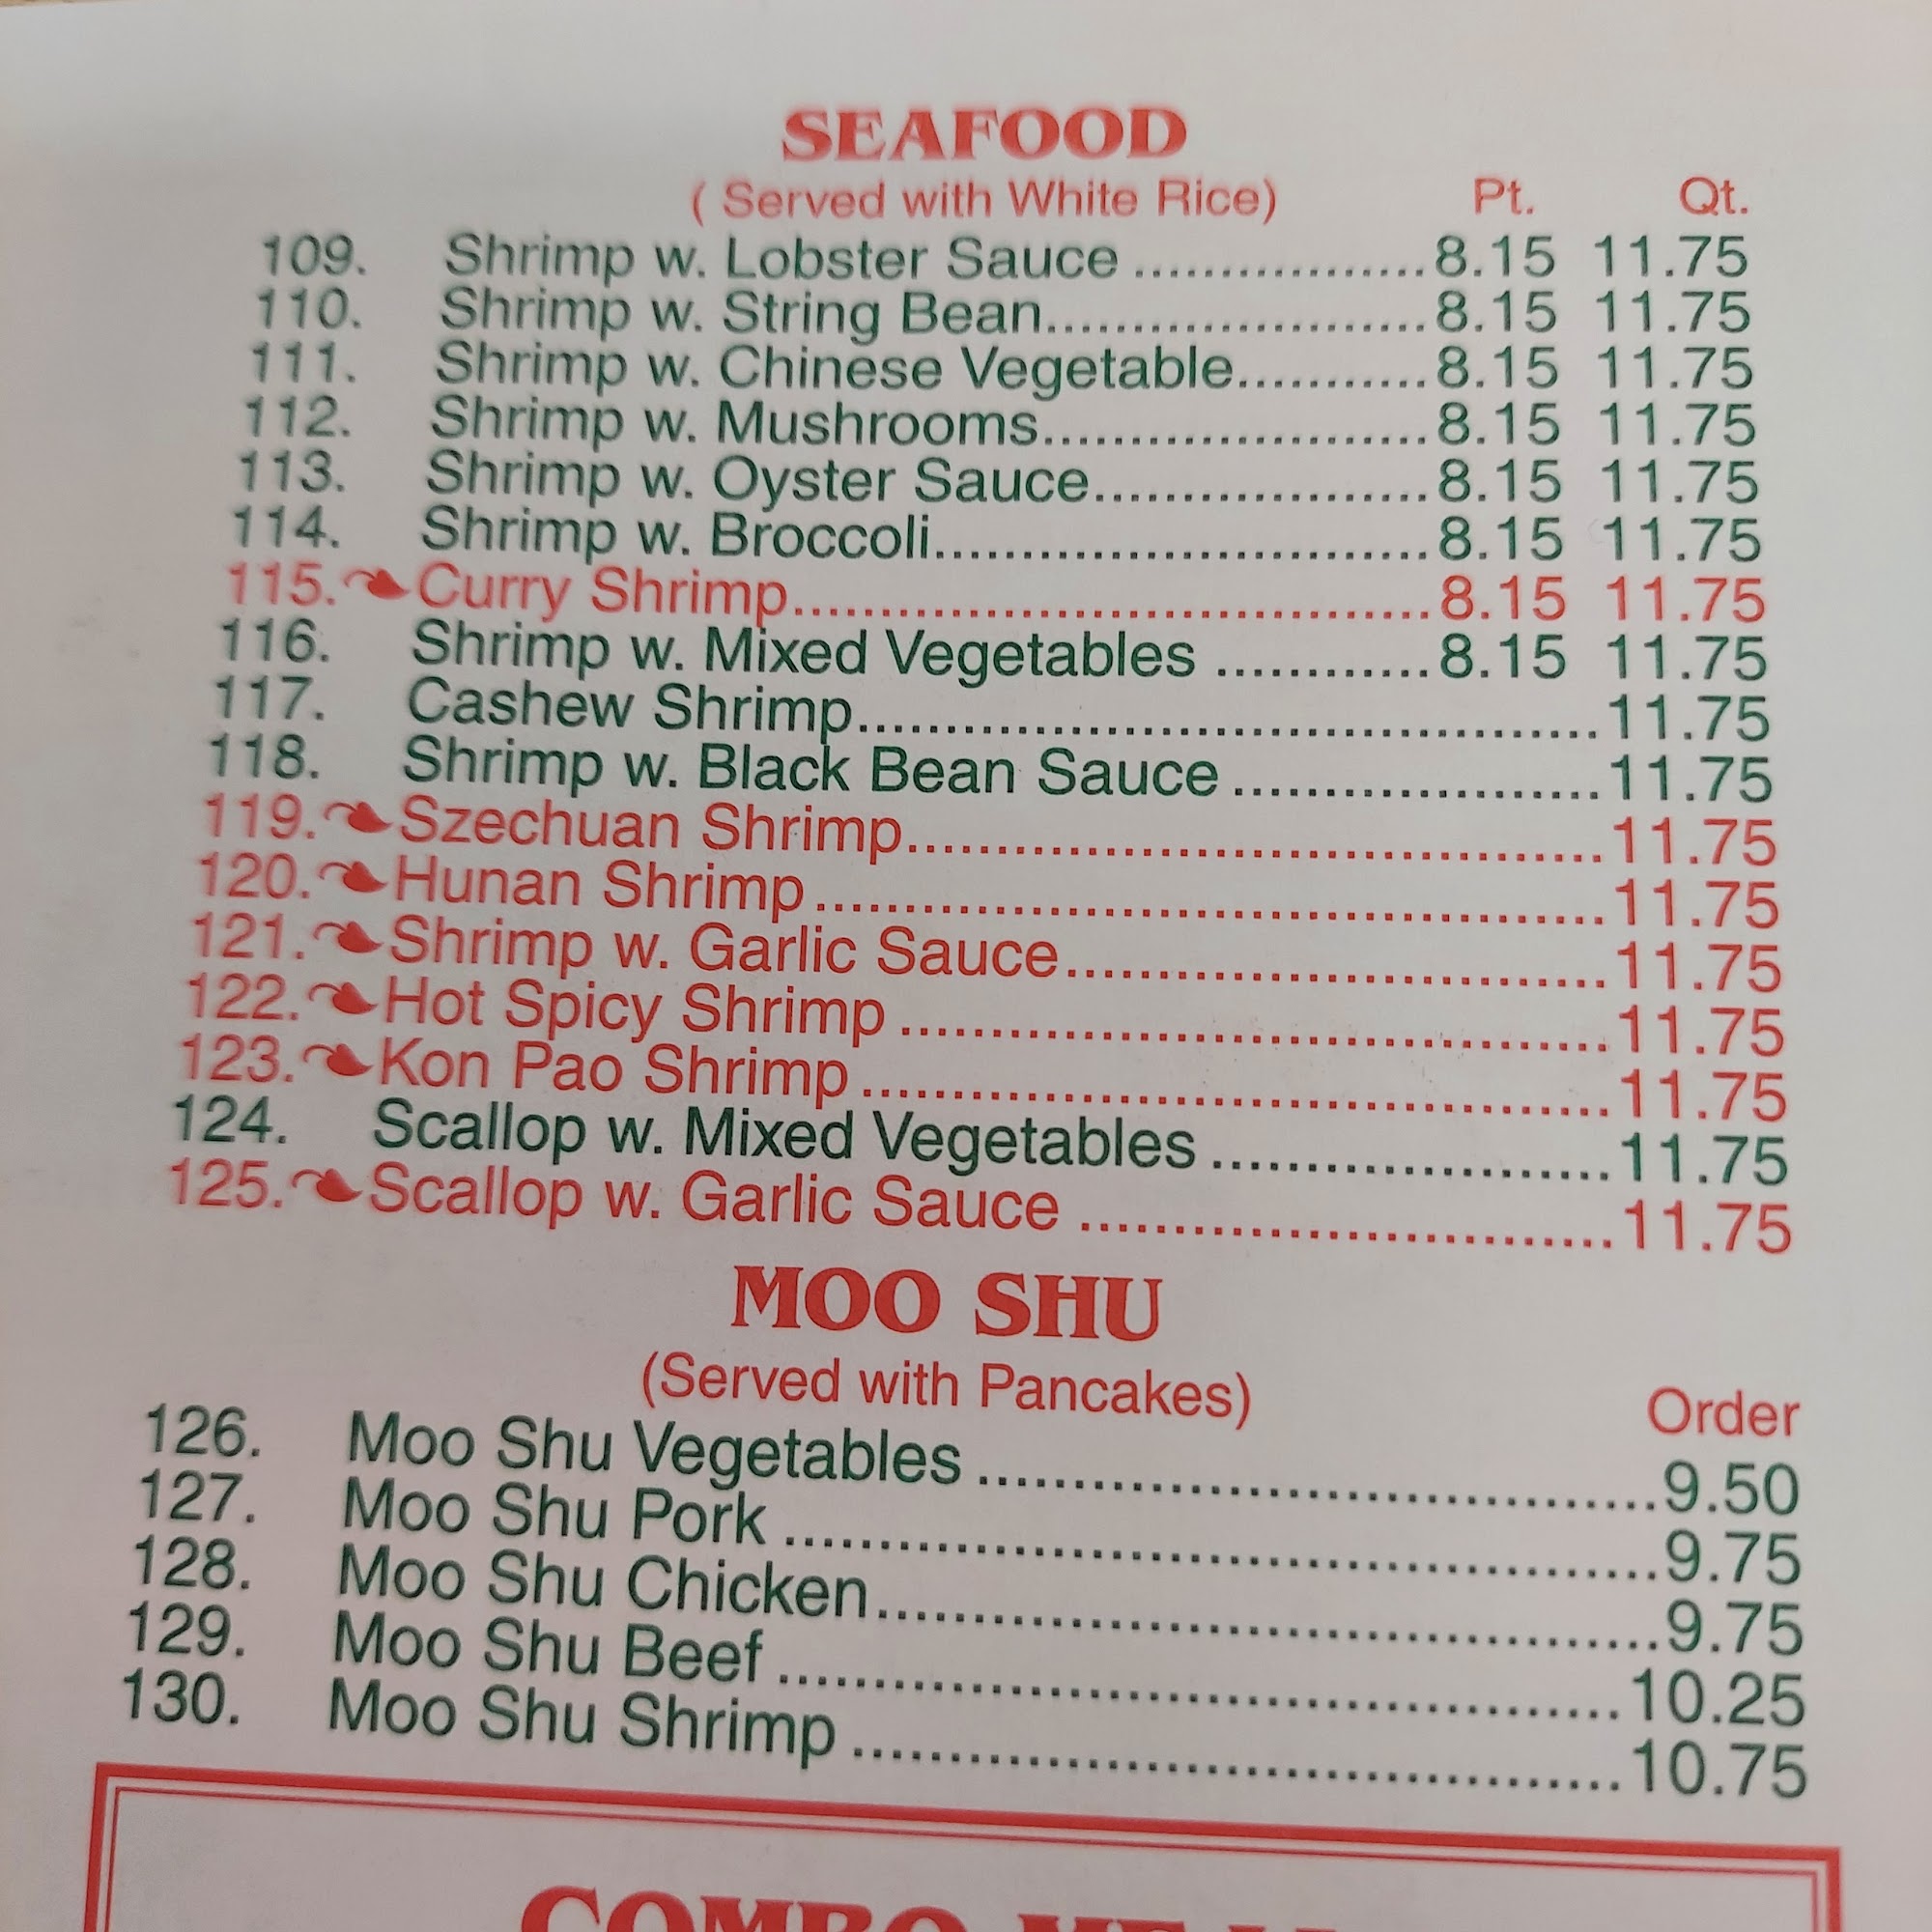 SEAFOOD
( Served with White Rice) Pt. Qt.
109. Shrimp w. Lobster Sauce ................. 8.15 11.75
110. Shrimp w. String Bean...................... 8.15 11.75
111. Shrimp w. Chinese Vegetable........... 8.15 11.75
112. Shrimp w. Mushrooms...................... 8.15 11.75
113. Shrimp w. Oyster Sauce................... 8.15 11.75
114. Shrimp w. Broccoli............................ 8.15 11.75
115. Curry Shrimp.................................... 8.15 11.75
116. Shrimp w. Mixed Vegetables ............ 8.15 11.75
117. Cashew Shrimp.......................................... 11.75
118. Shrimp w. Black Bean Sauce ..................... 11.75
119. Szechuan Shrimp........................................ 11.75
120. Hunan Shrimp ............................................. 11.75
121. Shrimp w. Garlic Sauce............................... 11.75
122. Hot Spicy Shrimp ........................................ 11.75
123. Kon Pao Shrimp .......................................... 11.75
124. Scallop w. Mixed Vegetables ...................... 11.75
125. Scallop w. Garlic Sauce .............................. 11.75
MOO SHU
(Served with Pancakes) Order
126. Moo Shu Vegetables ................................... 9.50
127. Moo Shu Pork ............................................. 9.75
128. Moo Shu Chicken........................................ 9.75
129. Moo Shu Beef ........................................... 10.25
130. Moo Shu Shrimp ....................................... 10.75
COMBO